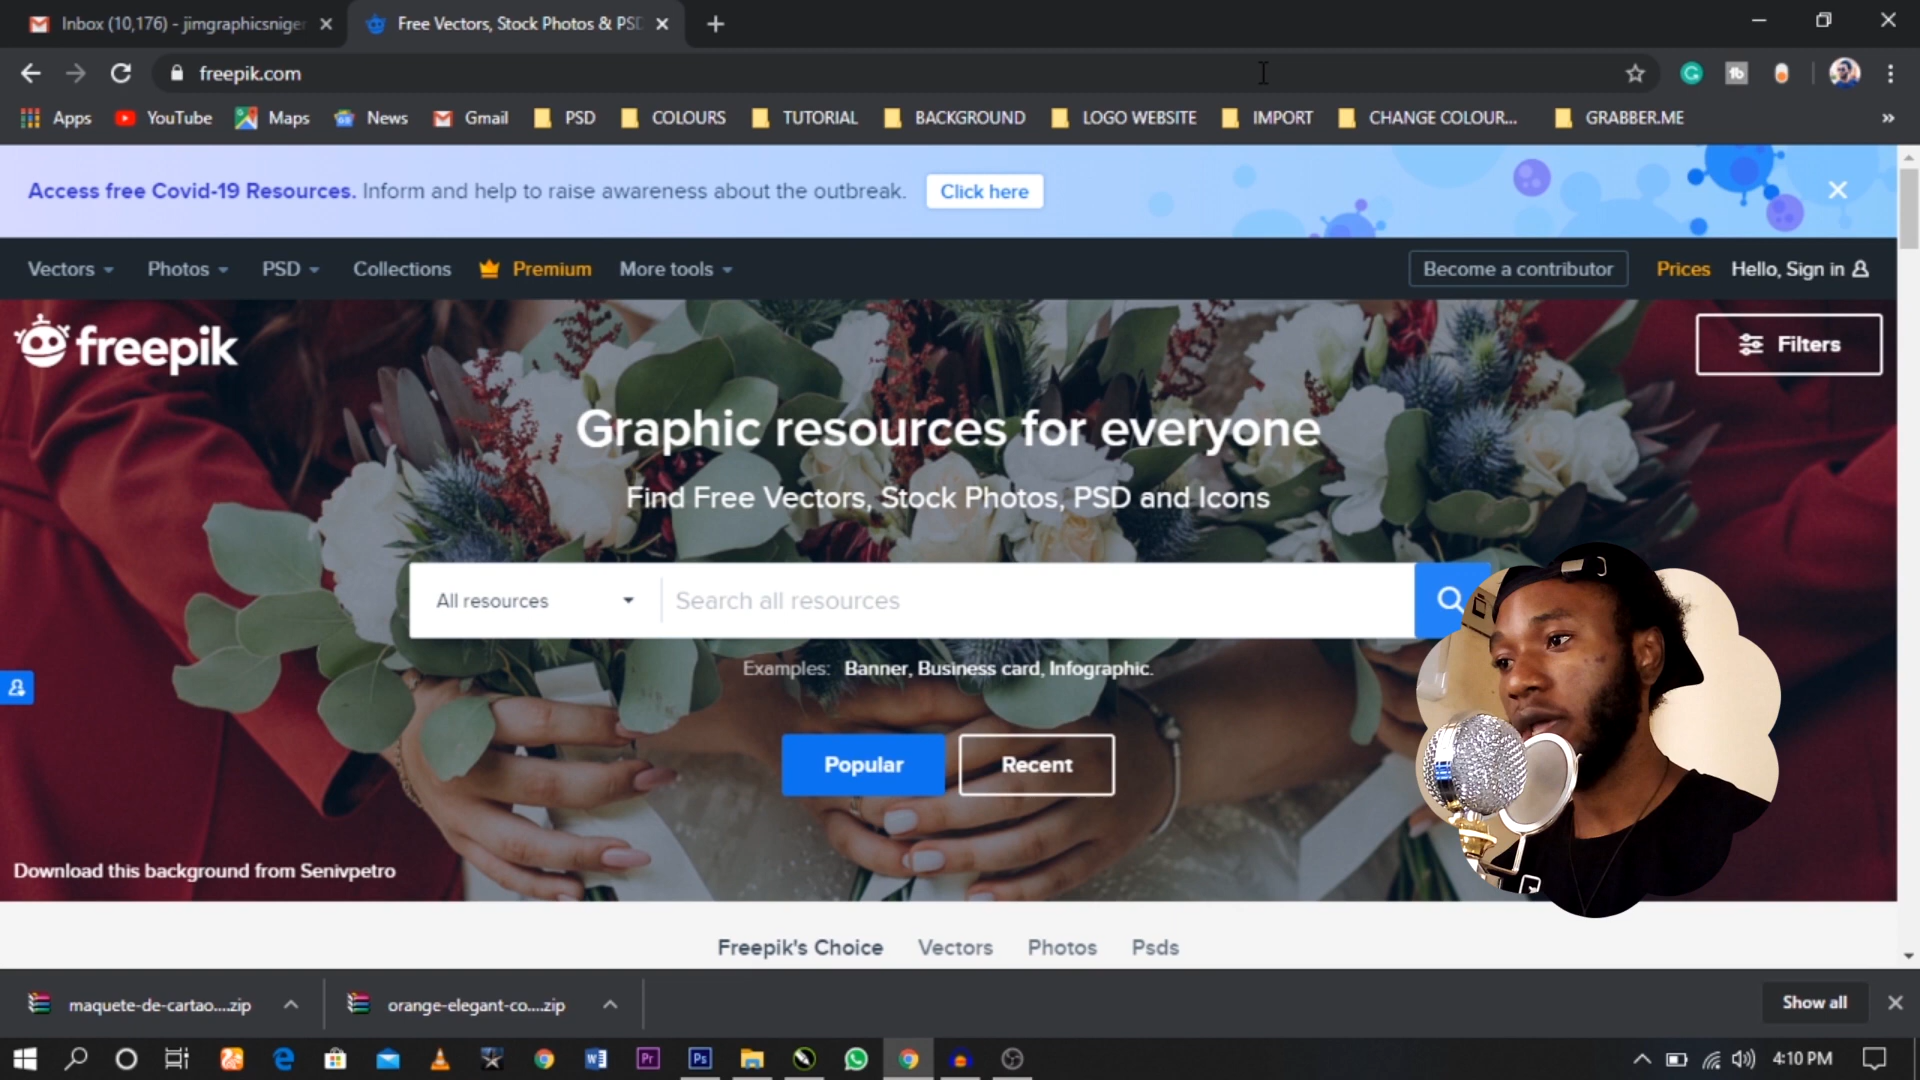 Inbox (10,176) - jimgraphicsniger
Free Vectors, Stock Photos & PSD
freepik.com
Apps
YouTube
Maps
News
Gmail
PSD
COLOURS
TUTORIAL
BACKGROUND
LOGO WEBSITE
IMPORT
CHANGE COLOUR...
GRABBER.ME
»
Access free Covid-19 Resources. Inform and help to raise awareness about the outbreak.
Click here
Vectors
Photos
PSD
Collections
Premium
More tools
Become a contributor
Prices
Hello, Sign in
freepik
Filters
Graphic resources for everyone
Find Free Vectors, Stock Photos, PSD and Icons
All resources
Search all resources
Examples: Banner, Business card, Infographic.
Popular
Recent
Download this background from Senivpetro
Freepik's Choice
Vectors
Photos
Psds
maquete-de-cartao....zip
orange-elegant-co....zip
Show all
Pr
Ps
4:10 PM